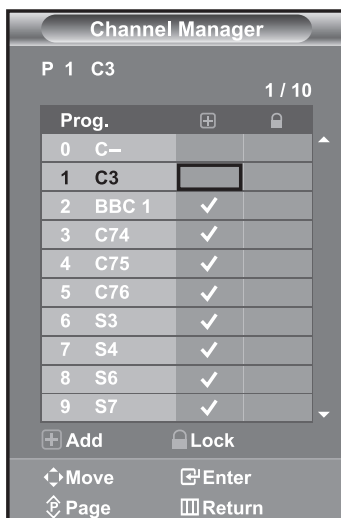 Channel Manager
P 1 C3
1 / 10
Prog.
0 C–
1 C3
2 BBC 1
3 C74
4 C75
5 C76
6 S3
7 S4
8 S6
9 S7
Add Lock
Move Enter
P Page Return